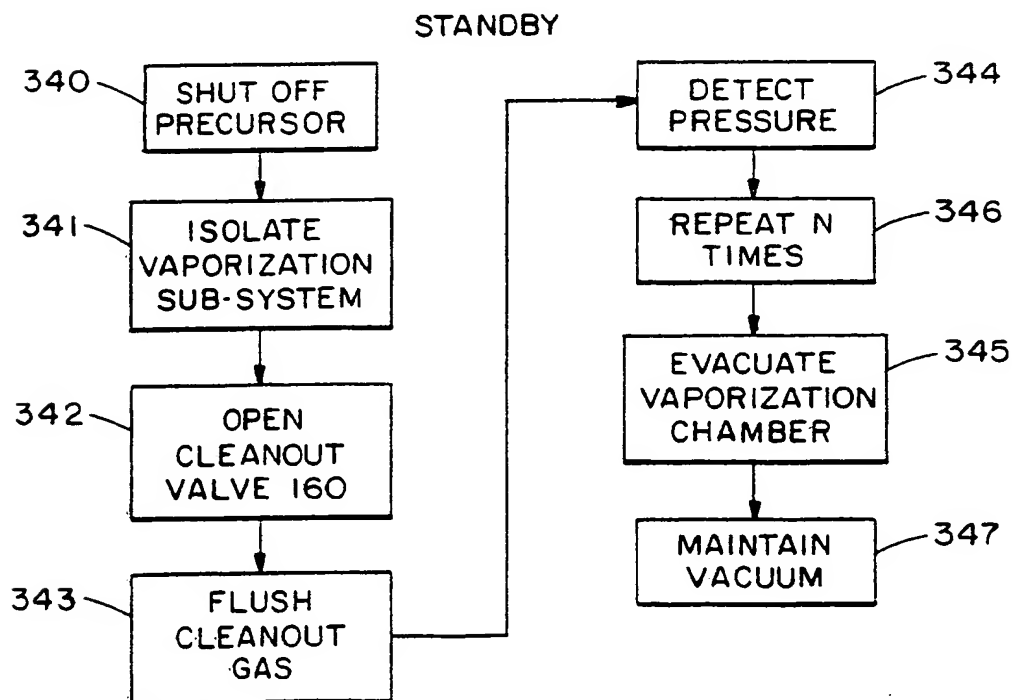 STANDBY
340
SHUT OFF
PRECURSOR
341
ISOLATE
VAPORIZATION
SUB-SYSTEM
342
OPEN
CLEANOUT
VALVE 160
343
FLUSH
CLEANOUT
GAS
344
DETECT
PRESSURE
346
REPEAT N
TIMES
345
EVACUATE
VAPORIZATION
CHAMBER
347
MAINTAIN
VACUUM